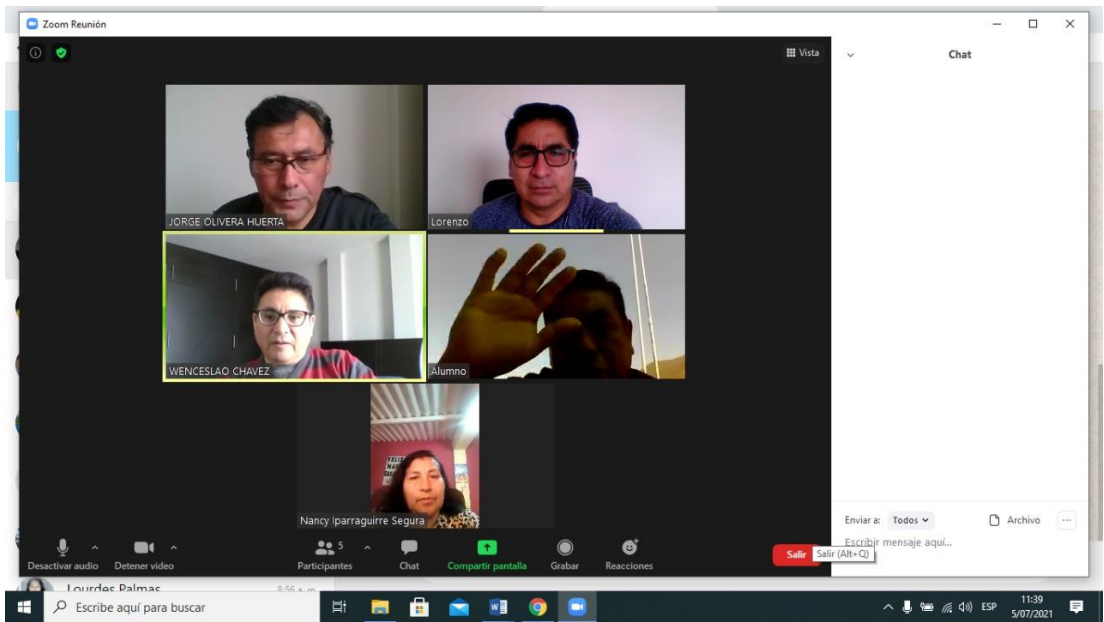 Zoom Reunión
Vista
Chat
JORGE OLIVERA HUERTA
Lorenzo
WENCESLAO CHAVEZ
Alumno
Nancy Iparraguirre Segura
Enviar a: Todos
Archivo
Escribir mensaje aquí...
5
Desactivar audio
Detener video
Participantes
Chat
Compartir pantalla
Grabar
Reacciones
Salir
Salir (Alt+Q)
Lourdes Palmas
8:56 a. m.
Escribe aquí para buscar
ESP
11:39
5/07/2021